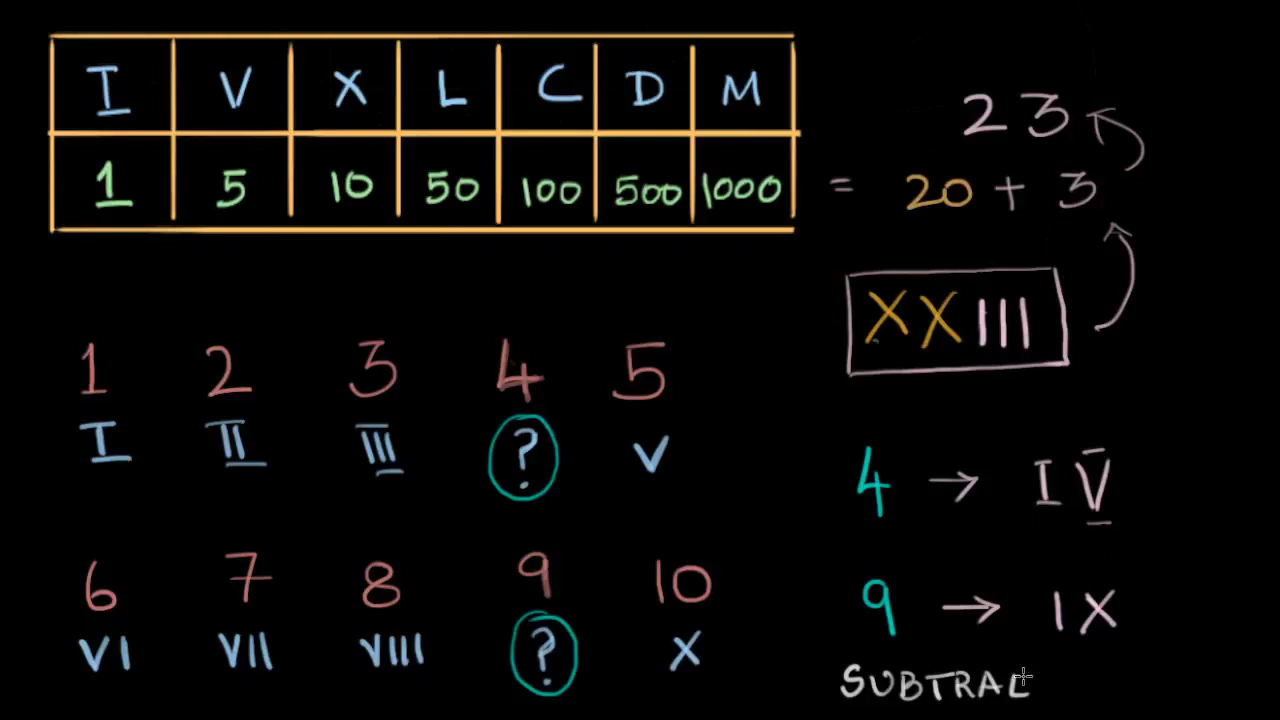 I V X L C D M
1 5 10 50 100 500 1000
23
= 20 + 3
XXIII
1 2 3 4 5
I II III ? V
6 7 8 9 10
VI VII VIII ? X
4 → IV
9 → IX
SUBTRAC